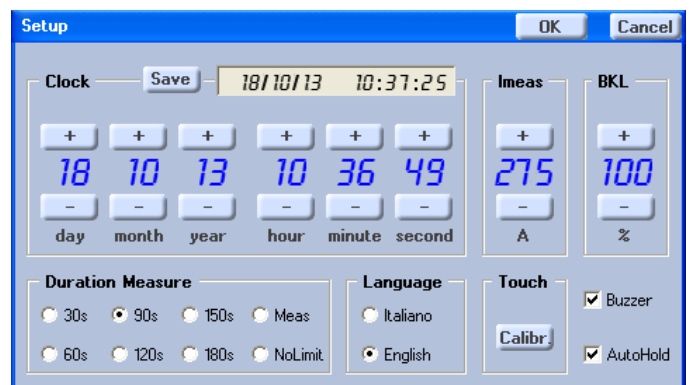 Setup OK Cancel
Clock Save 18/10/13 10:37:25 Imeas BKL
+ + + + + + + +
18 10 13 10 36 49 275 100
- - - - - - - -
day month year hour minute second A %
Duration Measure Language Touch
30s 90s 150s Meas Italiano Buzzer
60s 120s 180s NoLimit English Calibr. AutoHold